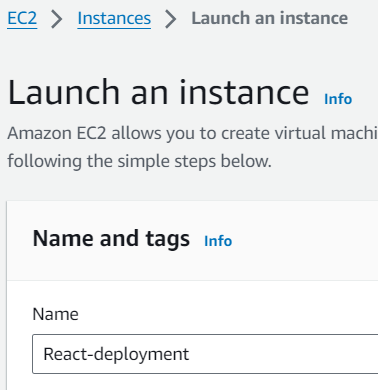 EC2 > Instances > Launch an instance
Launch an instance Info
Amazon EC2 allows you to create virtual machi
following the simple steps below.
Name and tags Info
Name
React-deployment